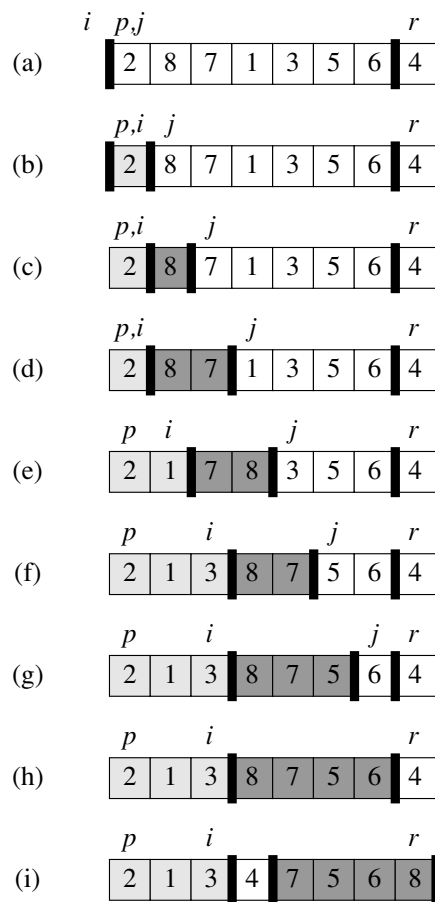 i p,j r
(a) 2 8 7 1 3 5 6 4
p,i j r
(b) 2 8 7 1 3 5 6 4
p,i j r
(c) 2 8 7 1 3 5 6 4
p,i j r
(d) 2 8 7 1 3 5 6 4
p i j r
(e) 2 1 7 8 3 5 6 4
p i j r
(f) 2 1 3 8 7 5 6 4
p i j r
(g) 2 1 3 8 7 5 6 4
p i r
(h) 2 1 3 8 7 5 6 4
p i r
(i) 2 1 3 4 7 5 6 8